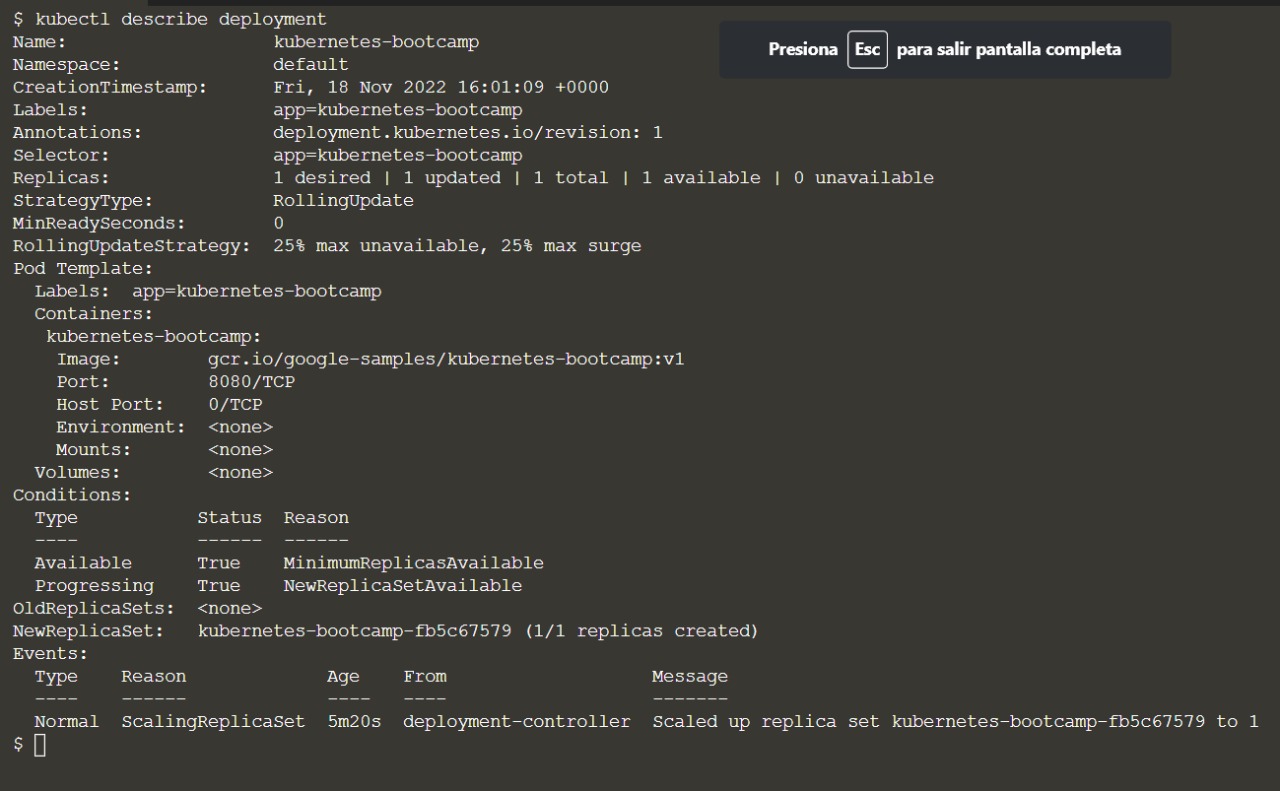 $ kubectl describe deployment
Presiona Esc para salir pantalla completa
Name:                   kubernetes-bootcamp
Namespace:              default
CreationTimestamp:      Fri, 18 Nov 2022 16:01:09 +0000
Labels:                 app=kubernetes-bootcamp
Annotations:            deployment.kubernetes.io/revision: 1
Selector:               app=kubernetes-bootcamp
Replicas:               1 desired | 1 updated | 1 total | 1 available | 0 unavailable
StrategyType:           RollingUpdate
MinReadySeconds:        0
RollingUpdateStrategy:  25% max unavailable, 25% max surge
Pod Template:
  Labels:  app=kubernetes-bootcamp
  Containers:
   kubernetes-bootcamp:
    Image:        gcr.io/google-samples/kubernetes-bootcamp:v1
    Port:         8080/TCP
    Host Port:    0/TCP
    Environment:  <none>
    Mounts:       <none>
  Volumes:        <none>
Conditions:
  Type           Status  Reason
  ----           ------  ------
  Available      True    MinimumReplicasAvailable
  Progressing    True    NewReplicaSetAvailable
OldReplicaSets:  <none>
NewReplicaSet:   kubernetes-bootcamp-fb5c67579 (1/1 replicas created)
Events:
  Type    Reason             Age    From                   Message
  ----    ------             ----   ----                   -------
  Normal  ScalingReplicaSet  5m20s  deployment-controller  Scaled up replica set kubernetes-bootcamp-fb5c67579 to 1
$